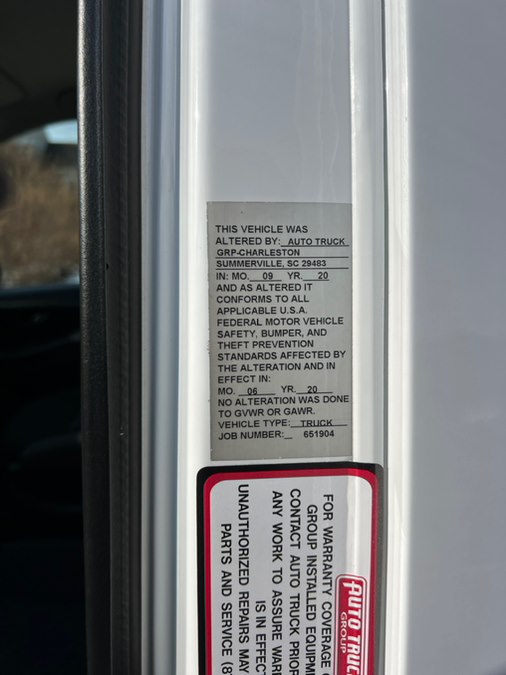 THIS VEHICLE WAS
ALTERED BY: AUTO TRUCK
GRP-CHARLESTON
SUMMERVILLE, SC 29483
IN: MO. 09 YR. 20
AND AS ALTERED IT
CONFORMS TO ALL
APPLICABLE U.S.A.
FEDERAL MOTOR VEHICLE
SAFETY, BUMPER, AND
THEFT PREVENTION
STANDARDS AFFECTED BY
THE ALTERATION AND IN
EFFECT IN:
MO. 06 YR. 20
NO ALTERATION WAS DONE
TO GVWR OR GAWR.
VEHICLE TYPE: TRUCK
JOB NUMBER: 651904
AUTO TRUC
GROUP
FOR WARRANTY COVERAGE
GROUP INSTALLED EQUIPM
CONTACT AUTO TRUCK PRIOR
ANY WORK TO ASSURE WARR
IS IN EFFECT
UNAUTHORIZED REPAIRS MAY
PARTS AND SERVICE (8